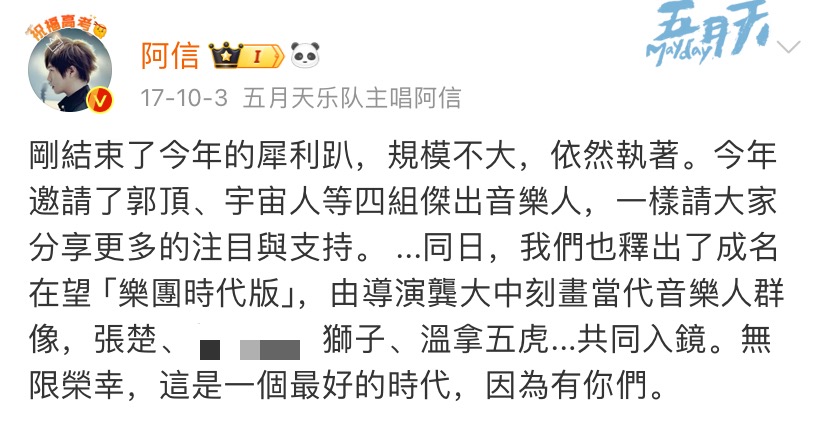 祝福高考
阿信 I
五月天
Mayday
17-10-3 五月天乐队主唱阿信
剛結束了今年的犀利趴，規模不大，依然執著。今年
邀請了郭頂、宇宙人等四組傑出音樂人，一樣請大家
分享更多的注目與支持。 ...同日，我們也釋出了成名
在望「樂團時代版」，由導演龔大中刻畫當代音樂人群
像，張楚、 獅子、溫拿五虎...共同入鏡。無
限榮幸，這是一個最好的時代，因為有你們。